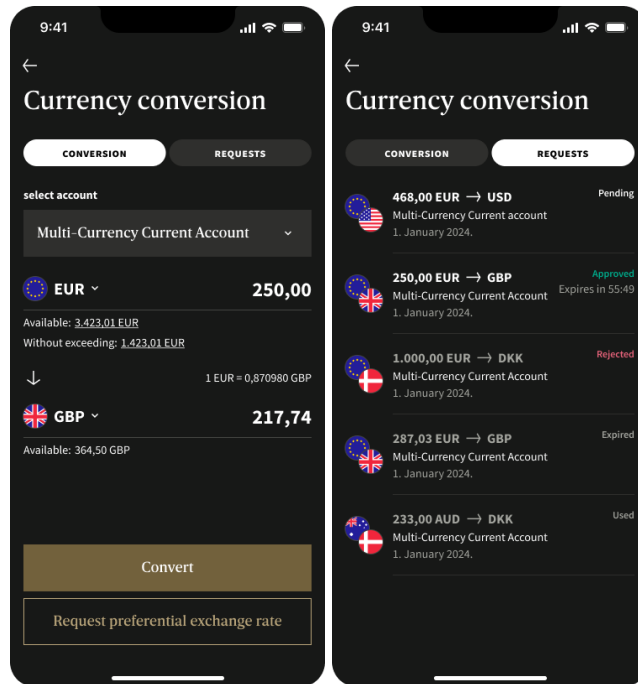 9:41
Currency conversion
CONVERSION
REQUESTS
select account
Multi-Currency Current Account
EUR
250,00
Available: 3.423,01 EUR
Without exceeding: 1.423,01 EUR
1 EUR = 0,870980 GBP
GBP
217,74
Available: 364,50 GBP
Convert
Request preferential exchange rate
9:41
Currency conversion
CONVERSION
REQUESTS
468,00 EUR → USD
Pending
Multi-Currency Current account
1. January 2024.
250,00 EUR → GBP
Approved
Multi-Currency Current Account
Expires in 55:49
1. January 2024.
1.000,00 EUR → DKK
Rejected
Multi-Currency Current Account
1. January 2024.
287,03 EUR → GBP
Expired
Multi-Currency Current Account
1. January 2024.
233,00 AUD → DKK
Used
Multi-Currency Current Account
1. January 2024.